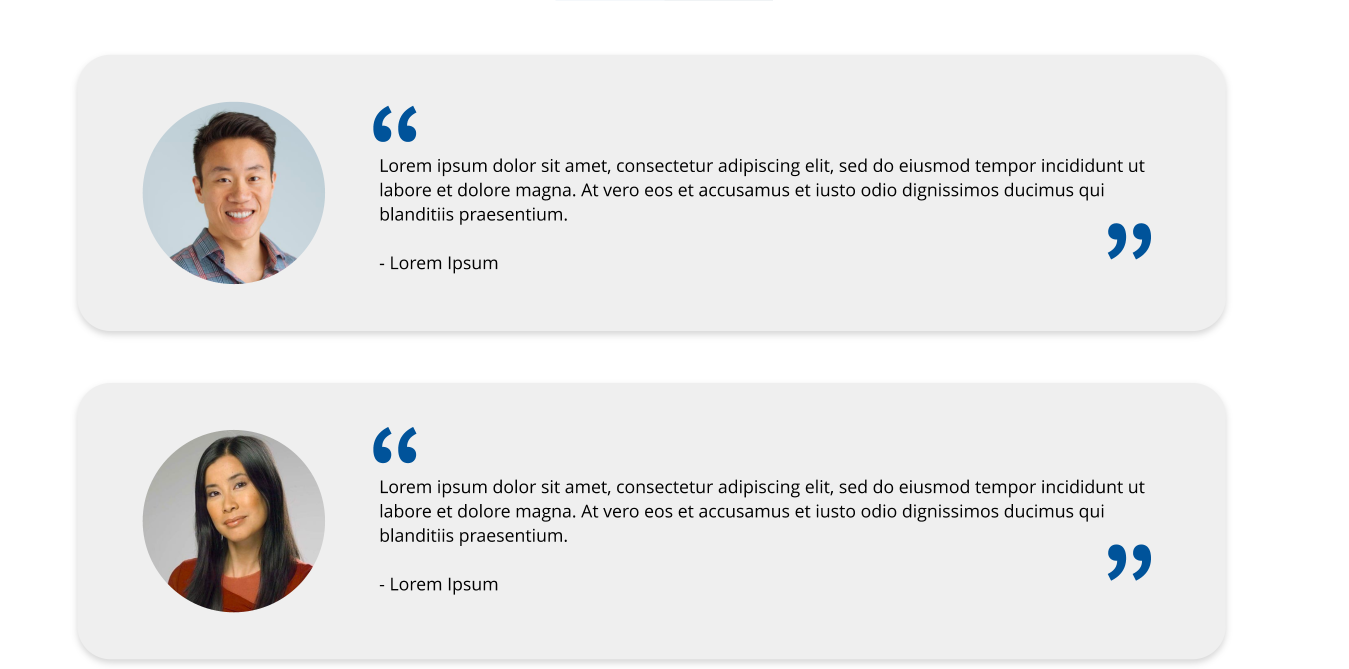 “
Lorem ipsum dolor sit amet, consectetur adipiscing elit, sed do eiusmod tempor incididunt ut
labore et dolore magna. At vero eos et accusamus et iusto odio dignissimos ducimus qui
blanditiis praesentium.
”
- Lorem Ipsum
“
Lorem ipsum dolor sit amet, consectetur adipiscing elit, sed do eiusmod tempor incididunt ut
labore et dolore magna. At vero eos et accusamus et iusto odio dignissimos ducimus qui
blanditiis praesentium.
”
- Lorem Ipsum